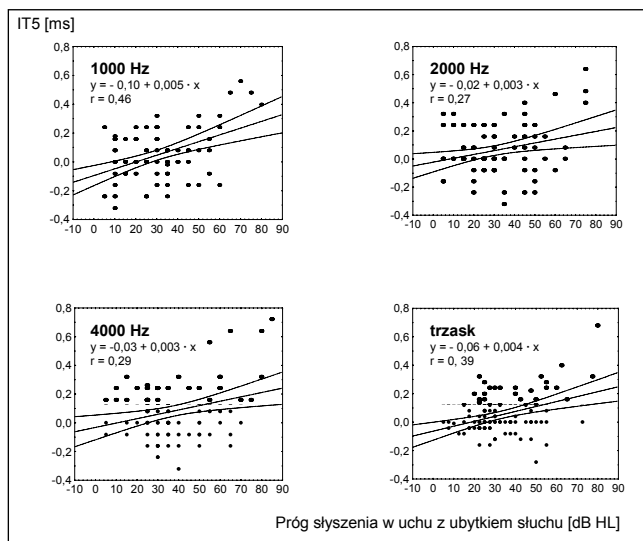 IT5 [ms]
0,8
0,6
0,4
0,2
0,0
-0,2
-0,4
1000 Hz
y = - 0,10 + 0,005 · x
r = 0,46
-10 0 10 20 30 40 50 60 70 80 90
0,8
0,6
0,4
0,2
0,0
-0,2
-0,4
2000 Hz
y = - 0,02 + 0,003 · x
r = 0,27
-10 0 10 20 30 40 50 60 70 80 90
0,8
0,6
0,4
0,2
0,0
-0,2
-0,4
4000 Hz
y = -0,03 + 0,003 · x
r = 0,29
-10 0 10 20 30 40 50 60 70 80 90
0,8
0,6
0,4
0,2
0,0
-0,2
-0,4
trzask
y = - 0,06 + 0,004 · x
r = 0, 39
-10 0 10 20 30 40 50 60 70 80 90
Próg słyszenia w uchu z ubytkiem słuchu [dB HL]